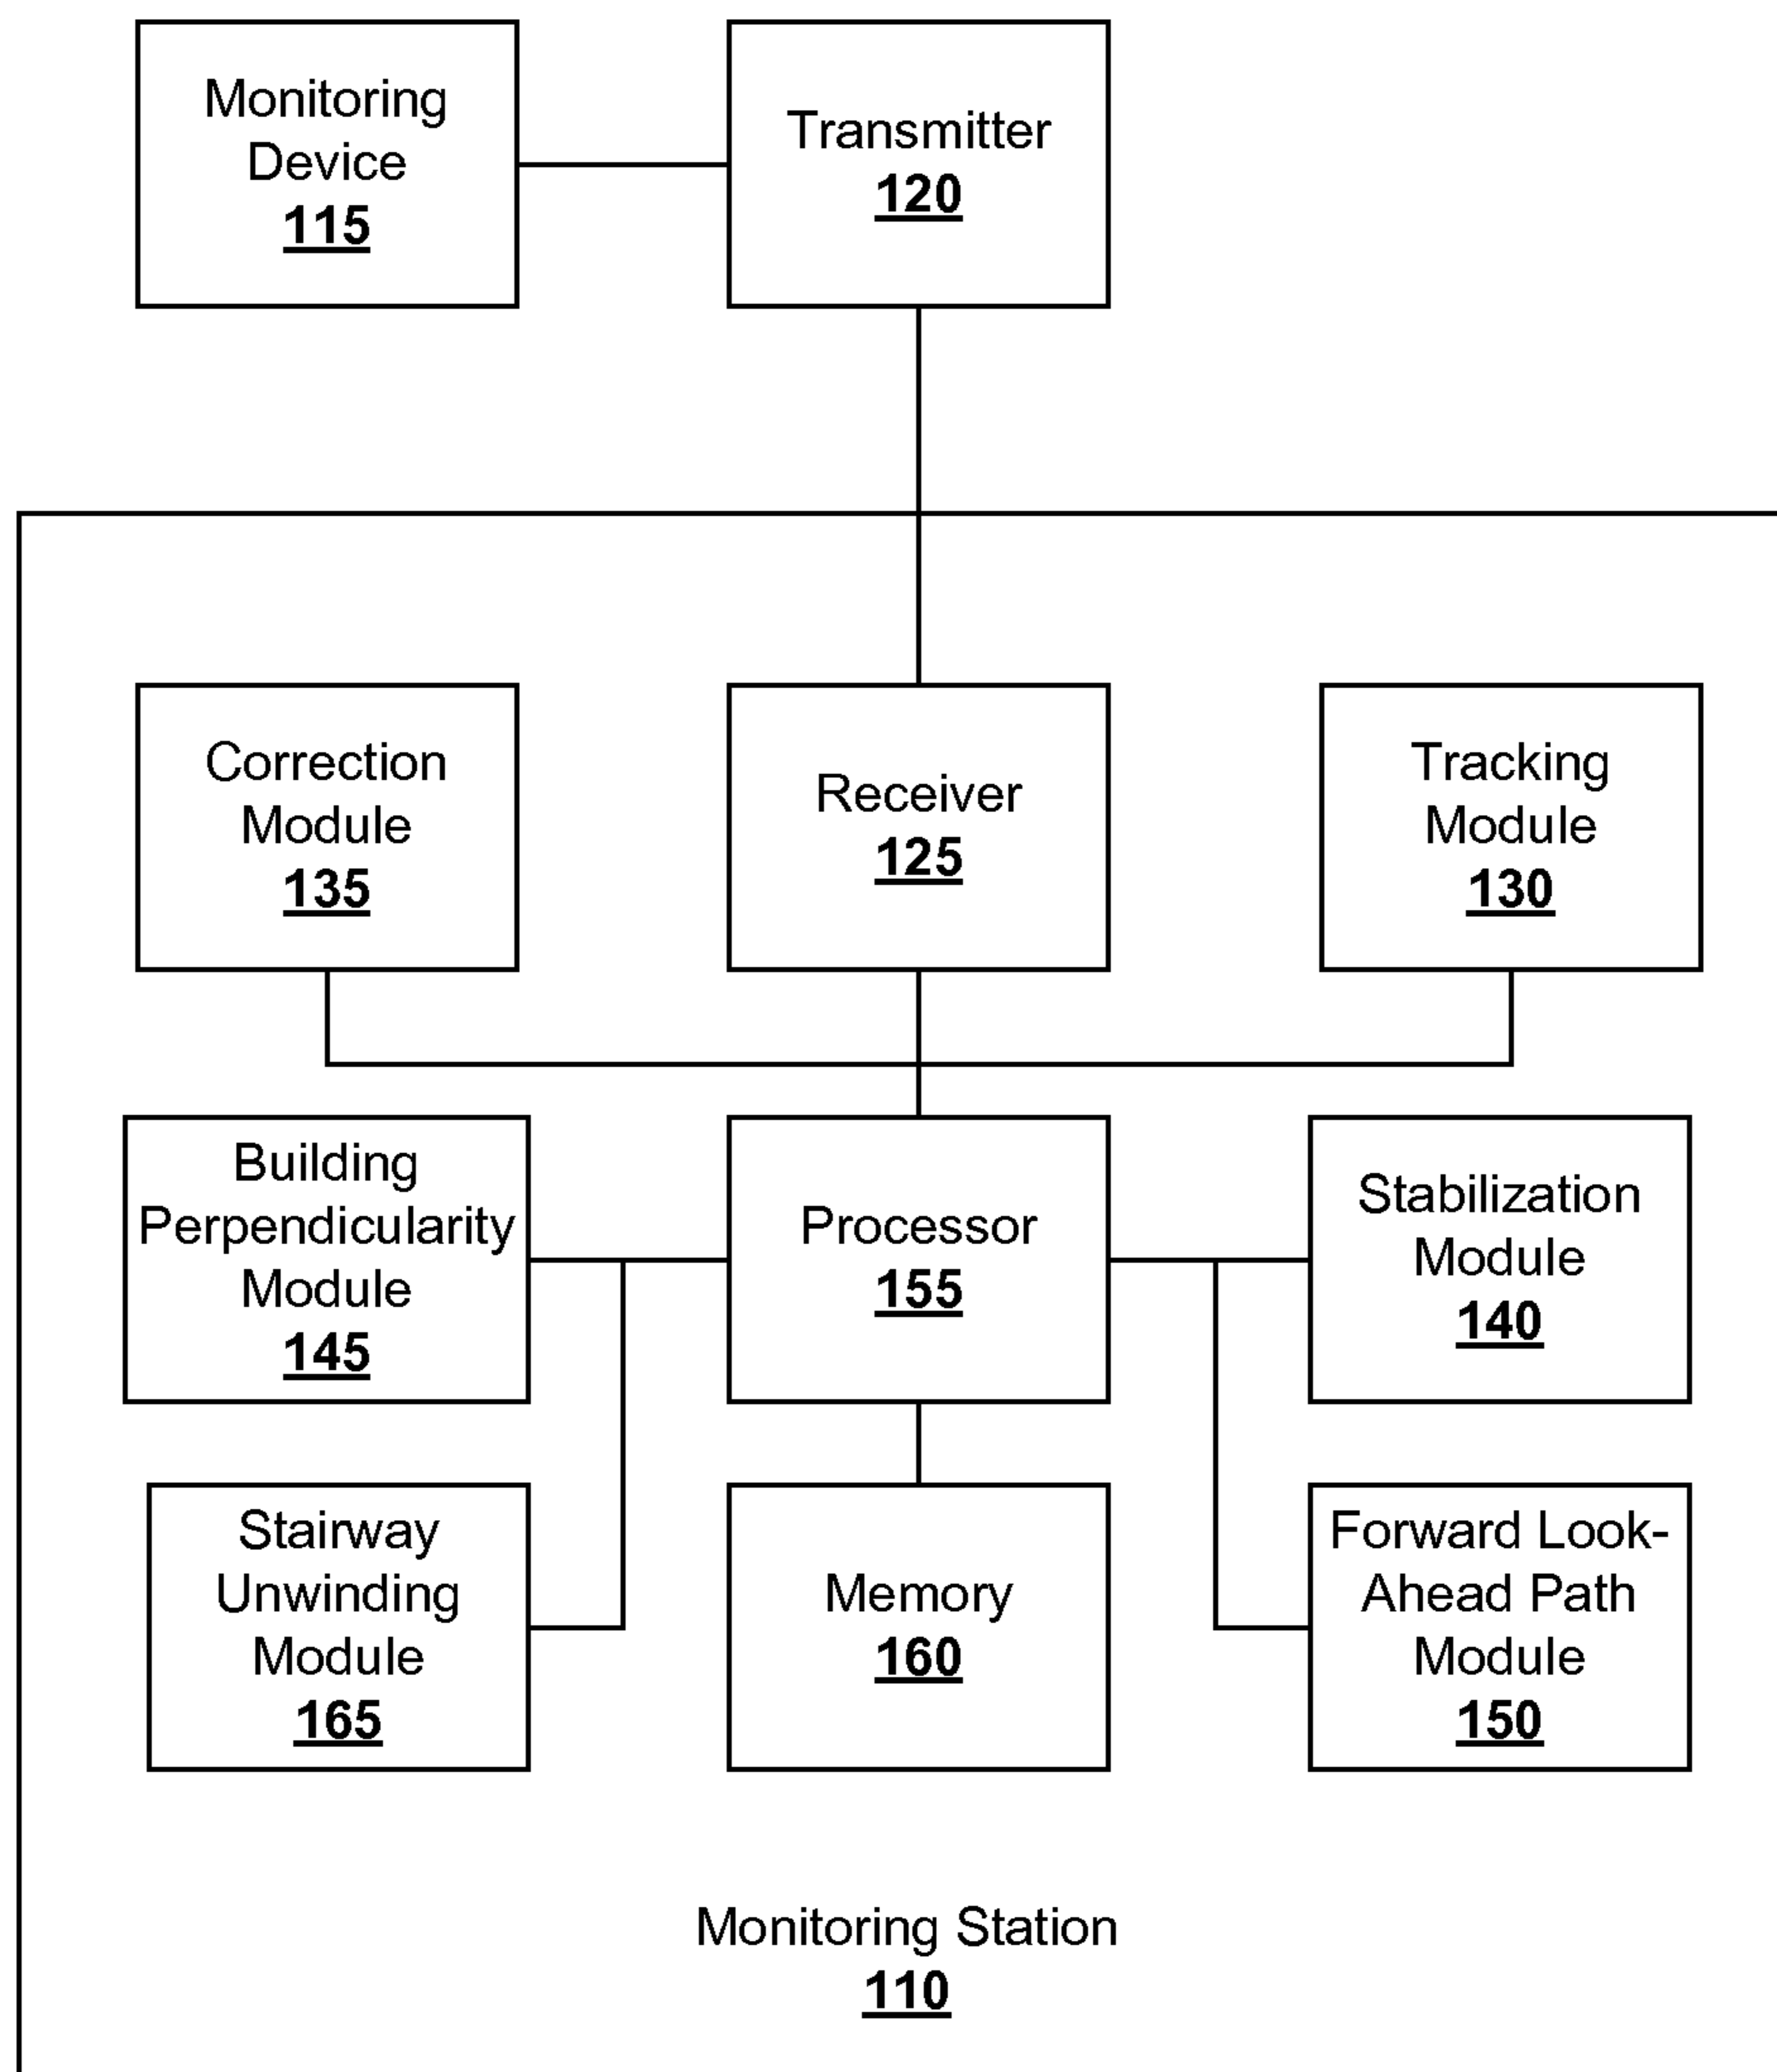 Monitoring
Device
115
Transmitter
120
Correction
Module
135
Receiver
125
Tracking
Module
130
Building
Perpendicularity
Module
145
Processor
155
Stabilization
Module
140
Stairway
Unwinding
Module
165
Memory
160
Forward Look-
Ahead Path
Module
150
Monitoring Station
110